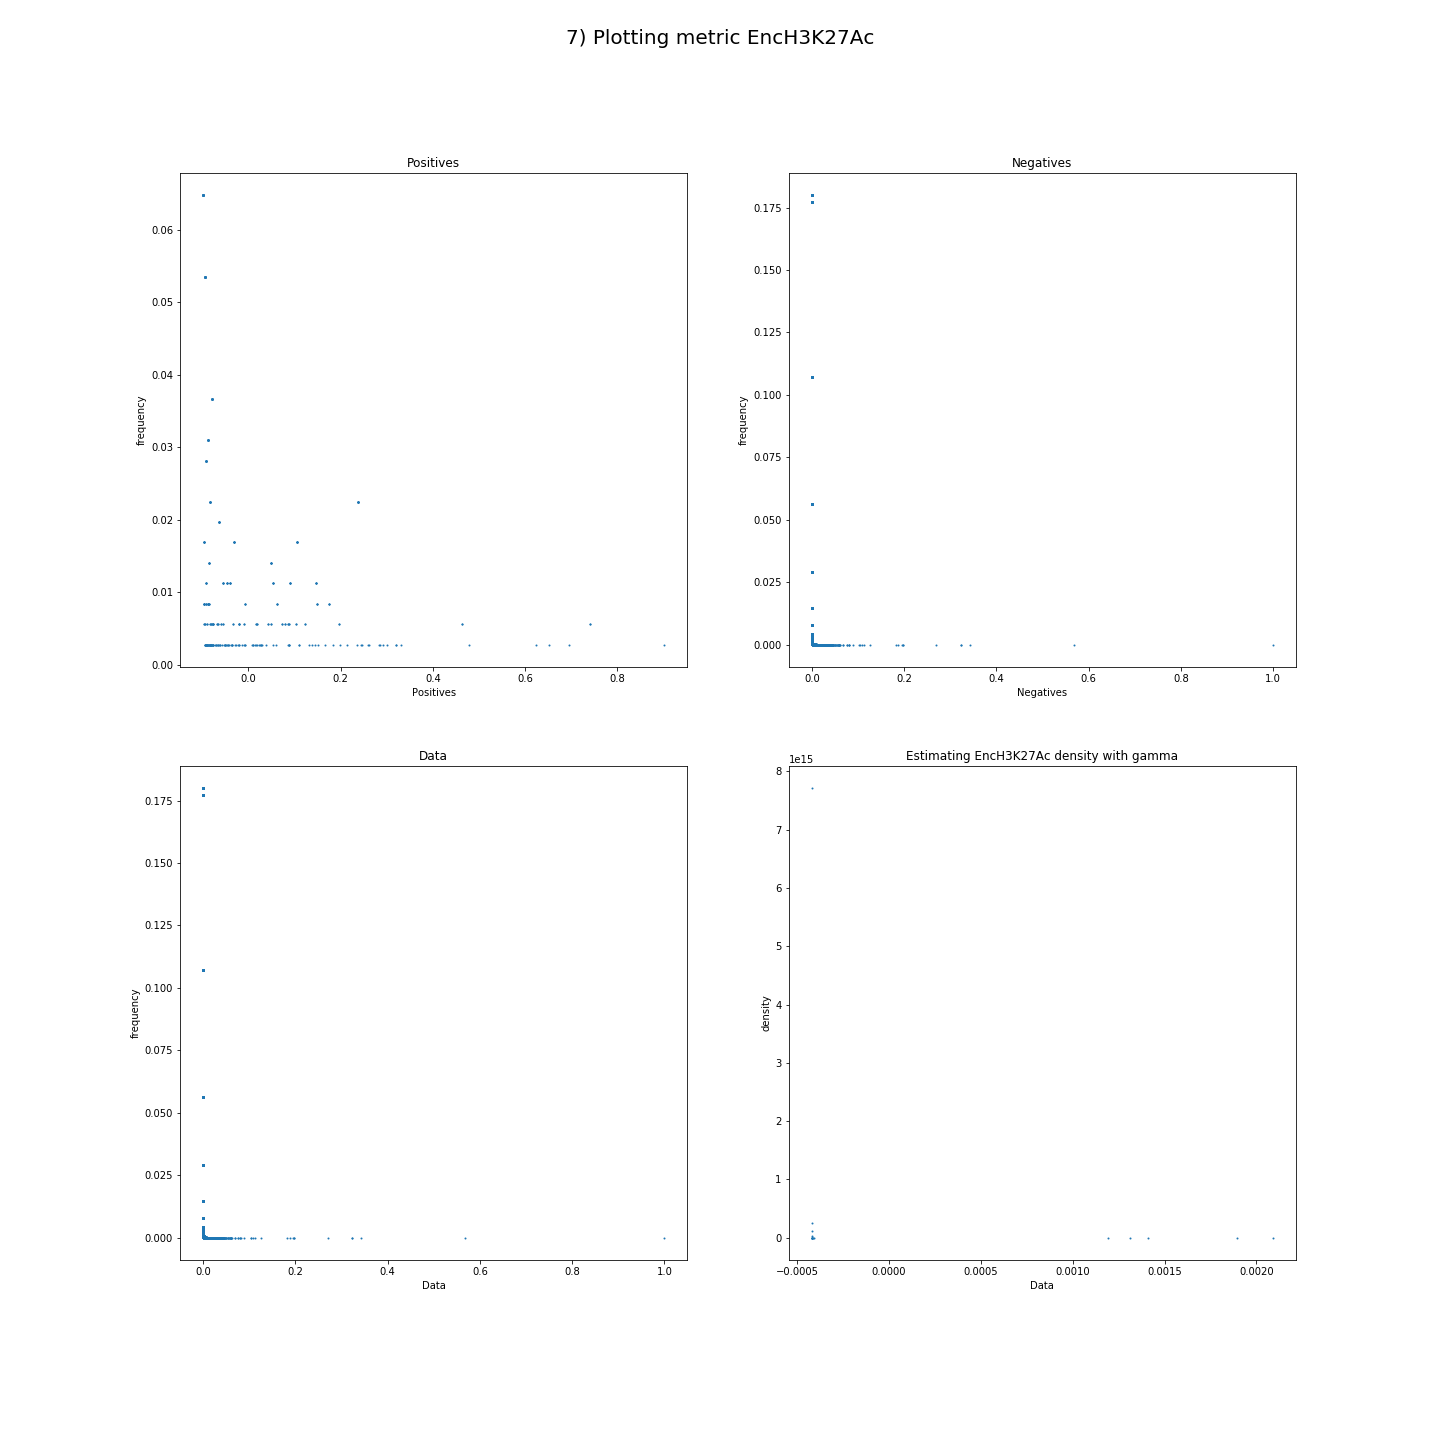 7) Plotting metric EncH3K27Ac
Positives
frequency
0.06
0.05
0.04
0.03
0.02
0.01
0.00
0.0 0.2 0.4 0.6 0.8
Positives
Negatives
frequency
0.175
0.150
0.125
0.100
0.075
0.050
0.025
0.000
0.0 0.2 0.4 0.6 0.8 1.0
Negatives
Data
frequency
0.175
0.150
0.125
0.100
0.075
0.050
0.025
0.000
0.0 0.2 0.4 0.6 0.8 1.0
Data
Estimating EncH3K27Ac density with gamma
1e15
density
8
7
6
5
4
3
2
1
0
−0.0005 0.0000 0.0005 0.0010 0.0015 0.0020
Data